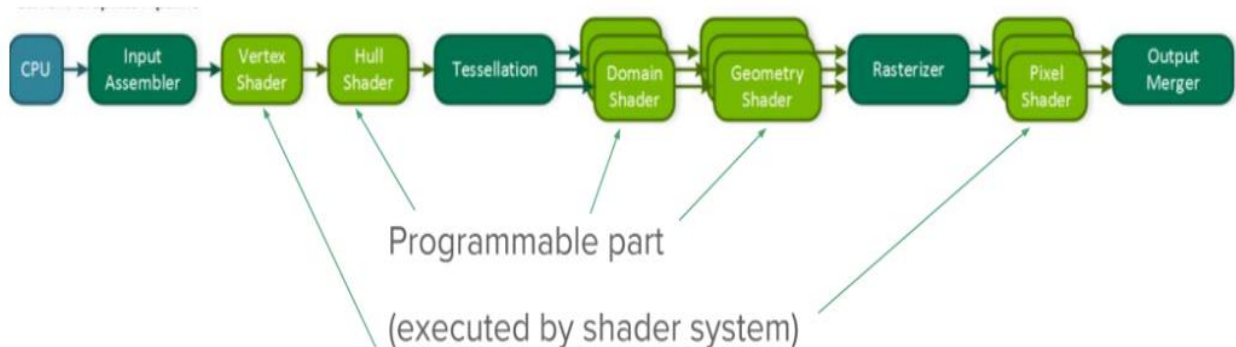 CPU
Input
Assembler
Vertex
Shader
Hull
Shader
Tessellation
Domain
Shader
Geometry
Shader
Rasterizer
Pixel
Shader
Output
Merger
Programmable part
(executed by shader system)